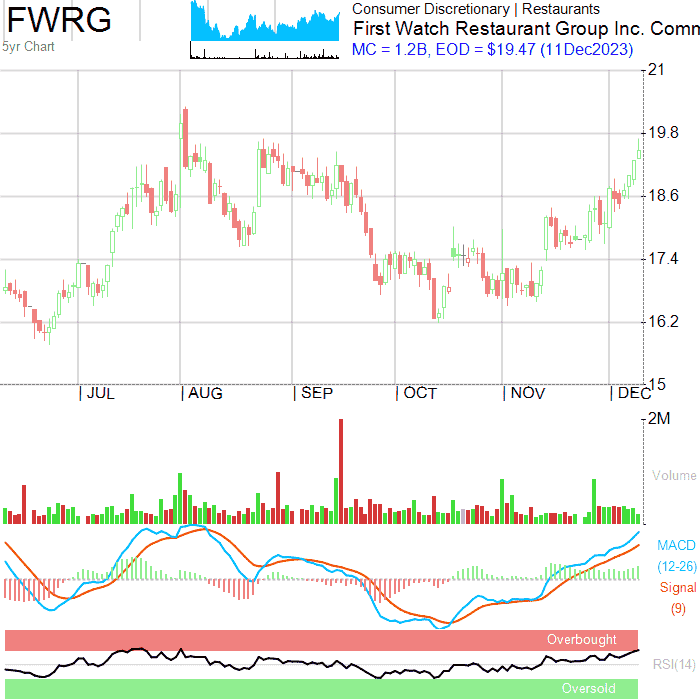 FWRG
5yr Chart
Consumer Discretionary | Restaurants
First Watch Restaurant Group Inc. Comn
MC = 1.2B, EOD = $19.47 (11Dec2023)
21
19.8
18.6
17.4
16.2
15
| JUL | AUG | SEP | OCT | NOV | DEC
2M
Volume
MACD
(12-26)
Signal
(9)
Overbought
RSI(14)
Oversold